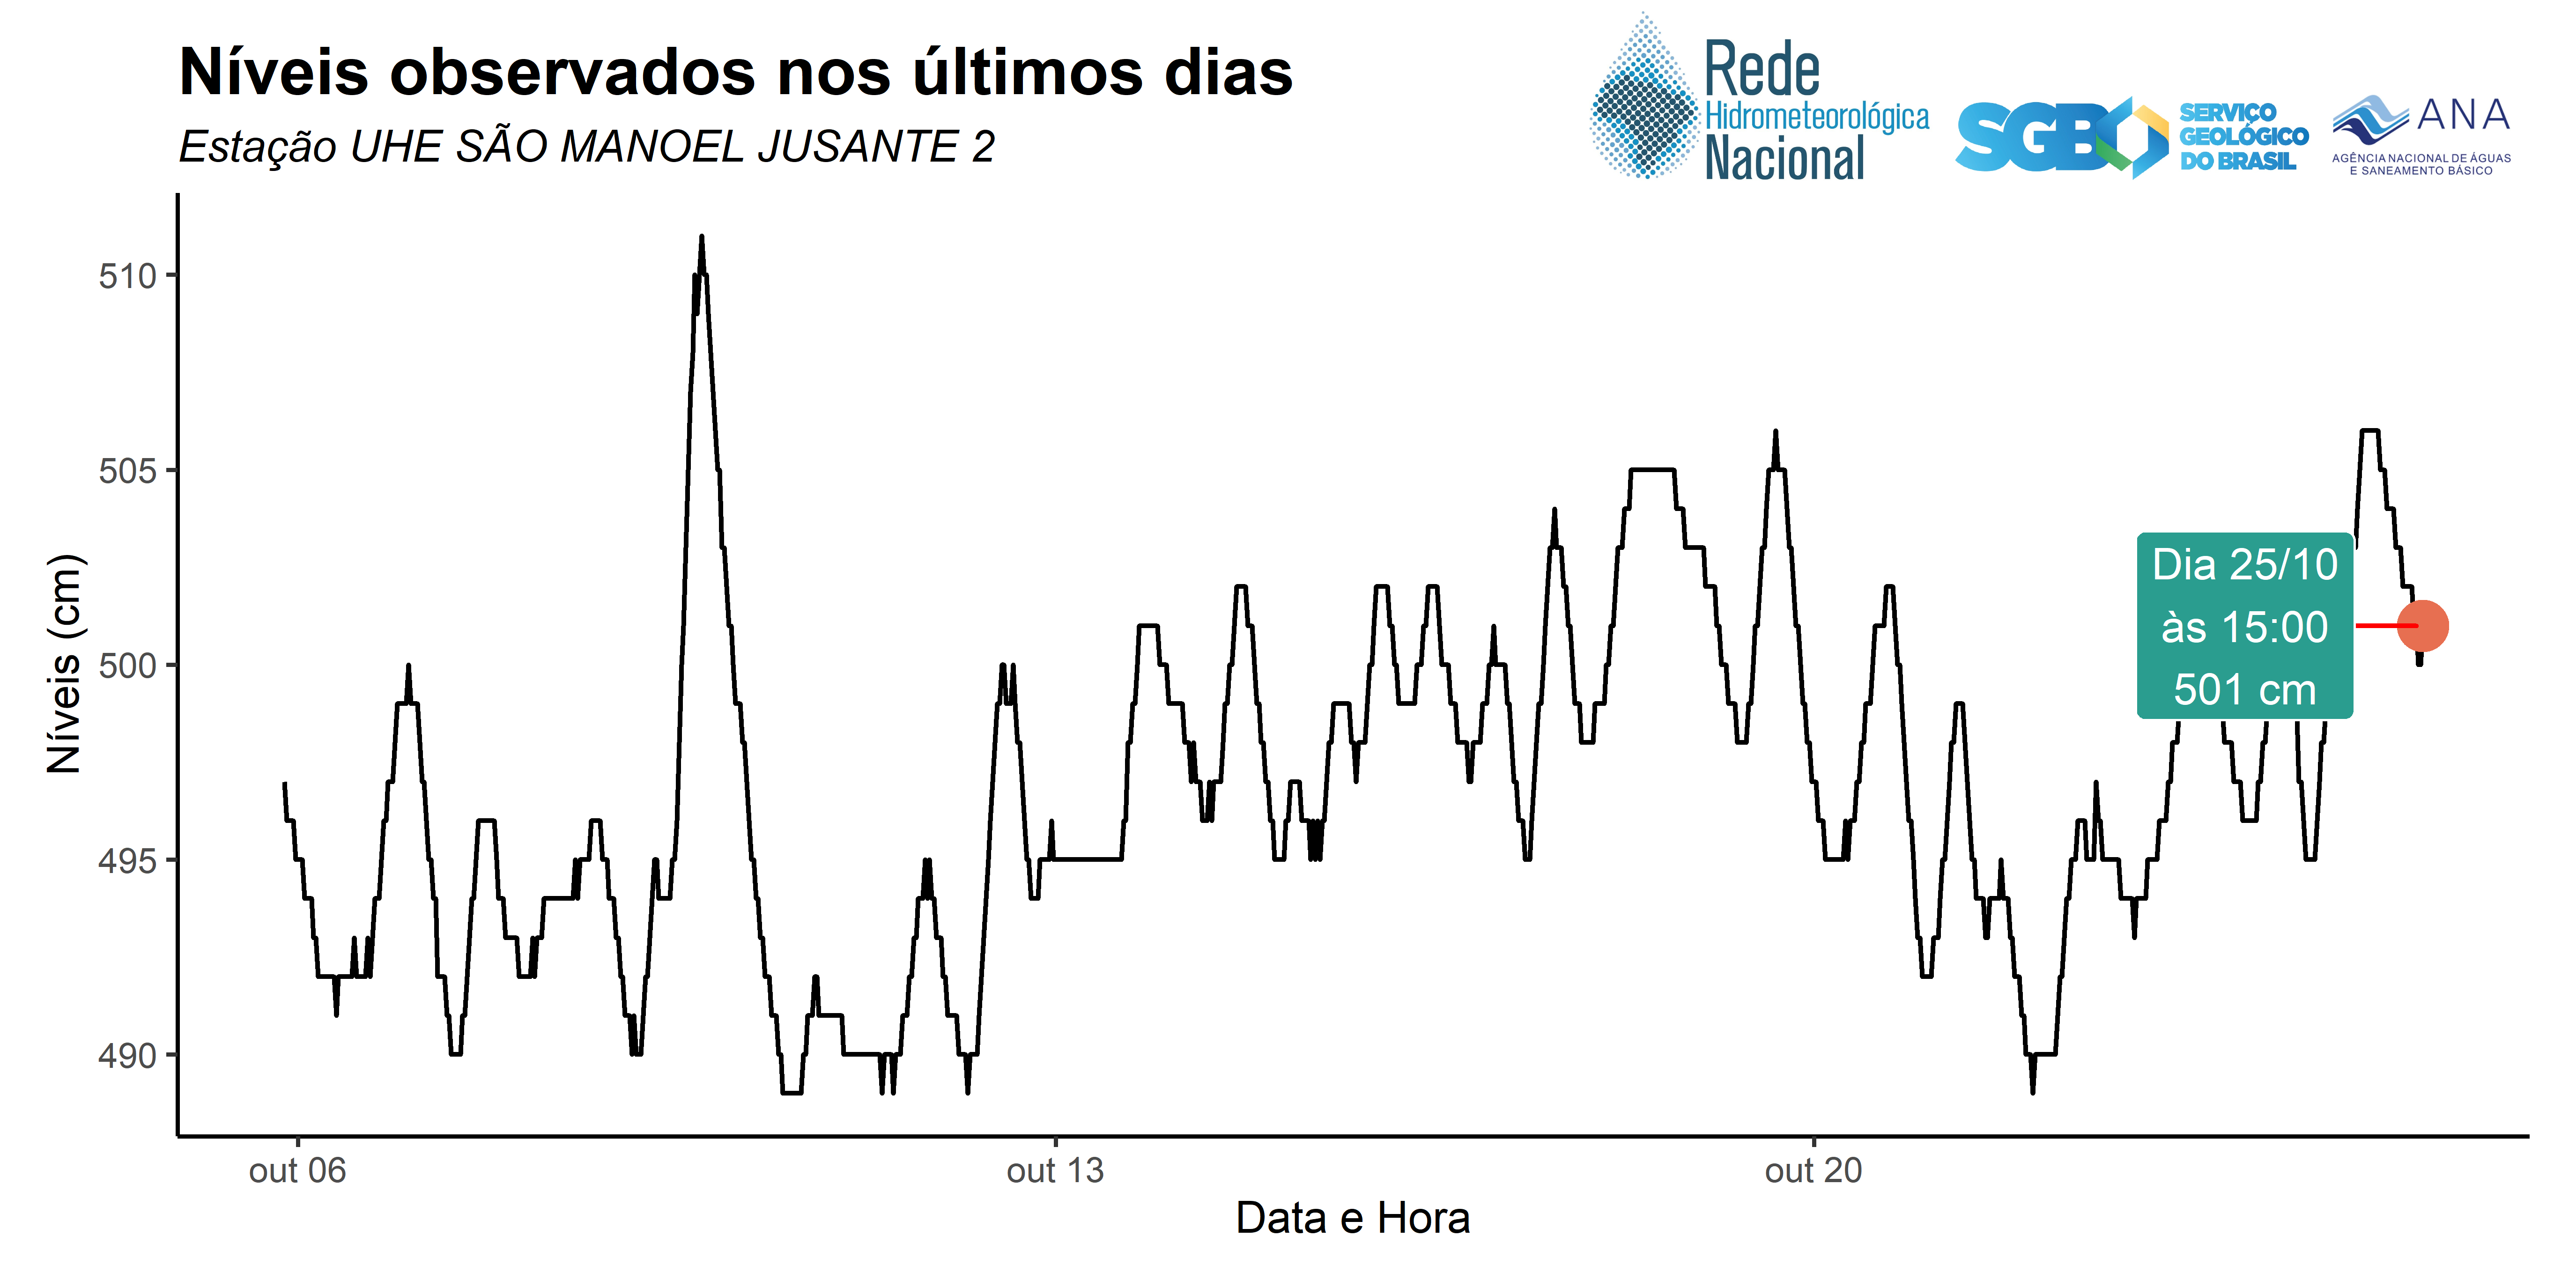 Níveis observados nos últimos dias
Estação UHE SÃO MANOEL JUSANTE 2
Rede
Hidrometeorológica
Nacional
SGB
SERVIÇO
GEOLÓGICO
DO BRASIL
ANA
AGÊNCIA NACIONAL DE ÁGUAS
E SANEAMENTO BÁSICO
Níveis (cm)
510
505
500
495
490
Dia 25/10
às 15:00
501 cm
out 06
out 13
out 20
Data e Hora